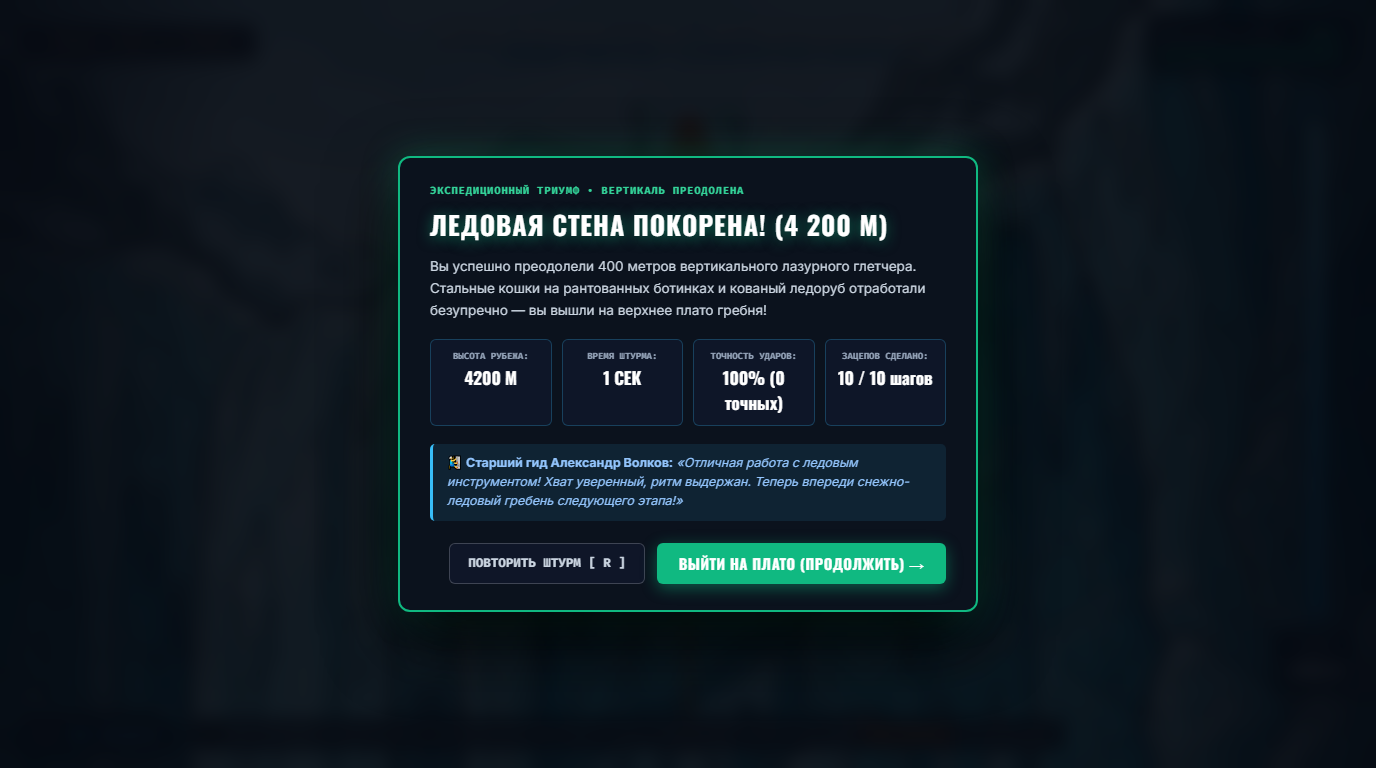 ЭКСПЕДИЦИОННЫЙ ТРИУМФ • ВЕРТИКАЛЬ ПРЕОДОЛЕНА
ЛЕДОВАЯ СТЕНА ПОКОРЕНА! (4 200 М)
Вы успешно преодолели 400 метров вертикального лазурного глетчера.
Стальные кошки на рантованных ботинках и кованый ледоруб отработали
безупречно — вы вышли на верхнее плато гребня!
ВЫСОТА РУБЕЖА:
4200 М
ВРЕМЯ ШТУРМА:
1 СЕК
ТОЧНОСТЬ УДАРОВ:
100% (0
точных)
ЗАЦЕПОВ СДЕЛАНО:
10 / 10 шагов
Старший гид Александр Волков: «Отличная работа с ледовым
инструментом! Хват уверенный, ритм выдержан. Теперь впереди снежно-
ледовый гребень следующего этапа!»
ПОВТОРИТЬ ШТУРМ [ R ]
ВЫЙТИ НА ПЛАТО (ПРОДОЛЖИТЬ) →